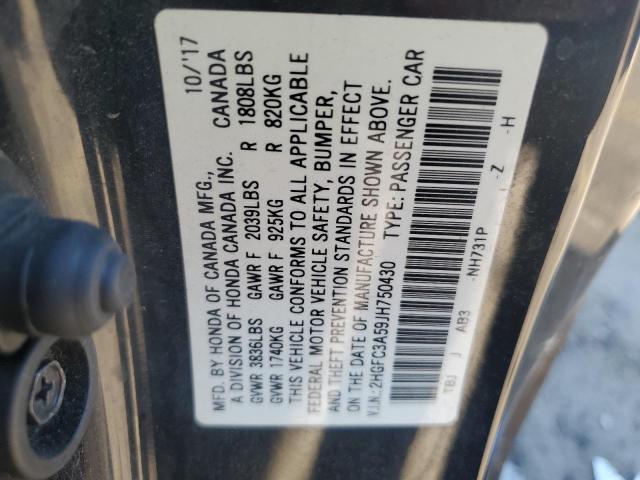 MFD. BY HONDA OF CANADA MFG., 10/'17
A DIVISION OF HONDA CANADA INC. CANADA
GVWR 3836LBS GAWR F 2039LBS R 1808LBS
GVWR 1740KG GAWR F 925KG R 820KG
THIS VEHICLE CONFORMS TO ALL APPLICABLE
FEDERAL MOTOR VEHICLE SAFETY, BUMPER,
AND THEFT PREVENTION STANDARDS IN EFFECT
ON THE DATE OF MANUFACTURE SHOWN ABOVE.
V.I.N.: 2HGFC3A59JH750430 TYPE: PASSENGER CAR
TBJ J AB3 -NH731P -Z -H